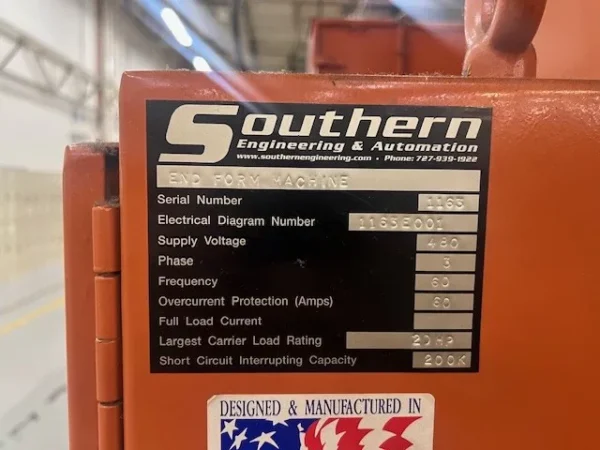 Southern
Engineering & Automation
www.southernengineering.com • Phone: 727-939-1922
END FORM MACHINE
Serial Number 1163
Electrical Diagram Number 1163E001
Supply Voltage 480
Phase 3
Frequency 60
Overcurrent Protection (Amps) 60
Full Load Current
Largest Carrier Load Rating 20HP
Short Circuit Interrupting Capacity 200K
DESIGNED & MANUFACTURED IN